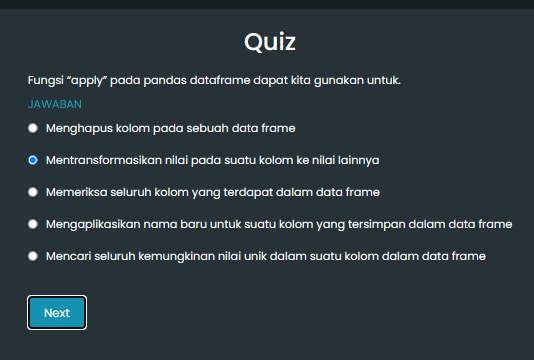 Quiz
Fungsi “apply” pada pandas dataframe dapat kita gunakan untuk.
JAWABAN
Menghapus kolom pada sebuah data frame
Mentransformasikan nilai pada suatu kolom ke nilai lainnya
Memeriksa seluruh kolom yang terdapat dalam data frame
Mengaplikasikan nama baru untuk suatu kolom yang tersimpan dalam data frame
Mencari seluruh kemungkinan nilai unik dalam suatu kolom dalam data frame
Next